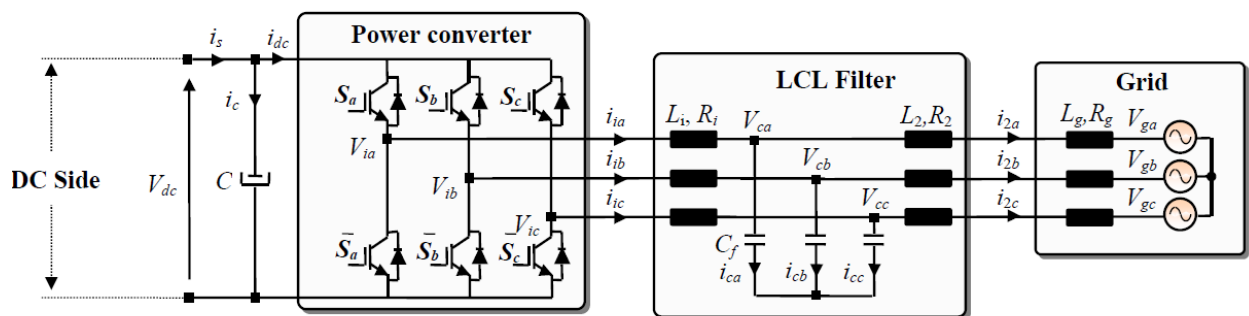 Power converter
LCL Filter
Grid
DC Side
i_s
i_dc
i_c
V_dc
C
S_a
S_b
S_c
V_ia
V_ib
V_ic
S̄_a
S̄_b
S̄_c
i_ia
i_ib
i_ic
L_i, R_i
V_ca
V_cb
V_cc
C_f
i_ca
i_cb
i_cc
L_2,R_2
i_2a
i_2b
i_2c
L_g,R_g
V_ga
V_gb
V_gc